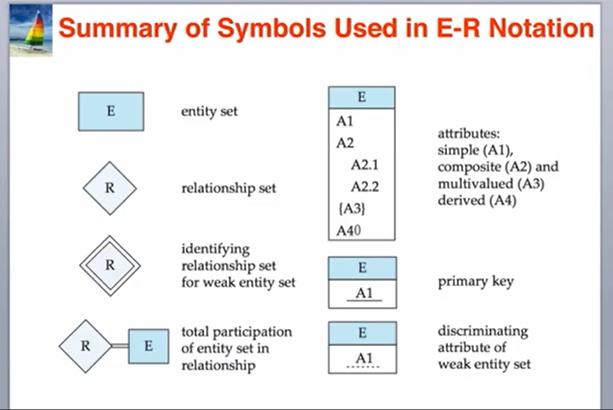 Summary of Symbols Used in E-R Notation
E
entity set
R
relationship set
R
identifying
relationship set
for weak entity set
R
E
total participation
of entity set in
relationship
E
A1
A2
A2.1
A2.2
{A3}
A4()
attributes:
simple (A1),
composite (A2) and
multivalued (A3)
derived (A4)
E
A1
primary key
E
A1
discriminating
attribute of
weak entity set